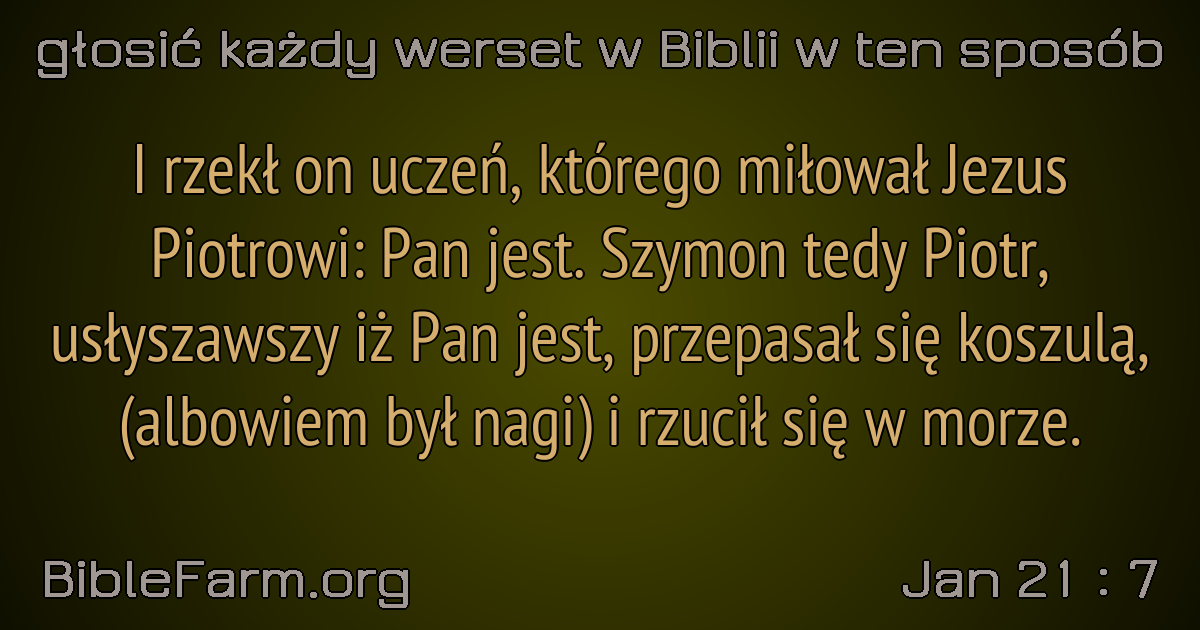 głosić każdy werset w Biblii w ten sposób
I rzekł on uczeń, którego miłował Jezus
Piotrowi: Pan jest. Szymon tedy Piotr,
usłyszawszy iż Pan jest, przepasał się koszulą,
(albowiem był nagi) i rzucił się w morze.
BibleFarm.org
Jan 21 : 7